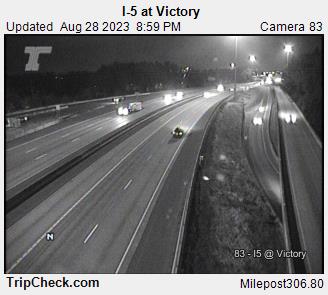 I-5 at Victory
Updated Aug 28 2023 8:59 PM Camera 83
T
N
83 - I5 @ Victory
TripCheck.com Milepost306.80